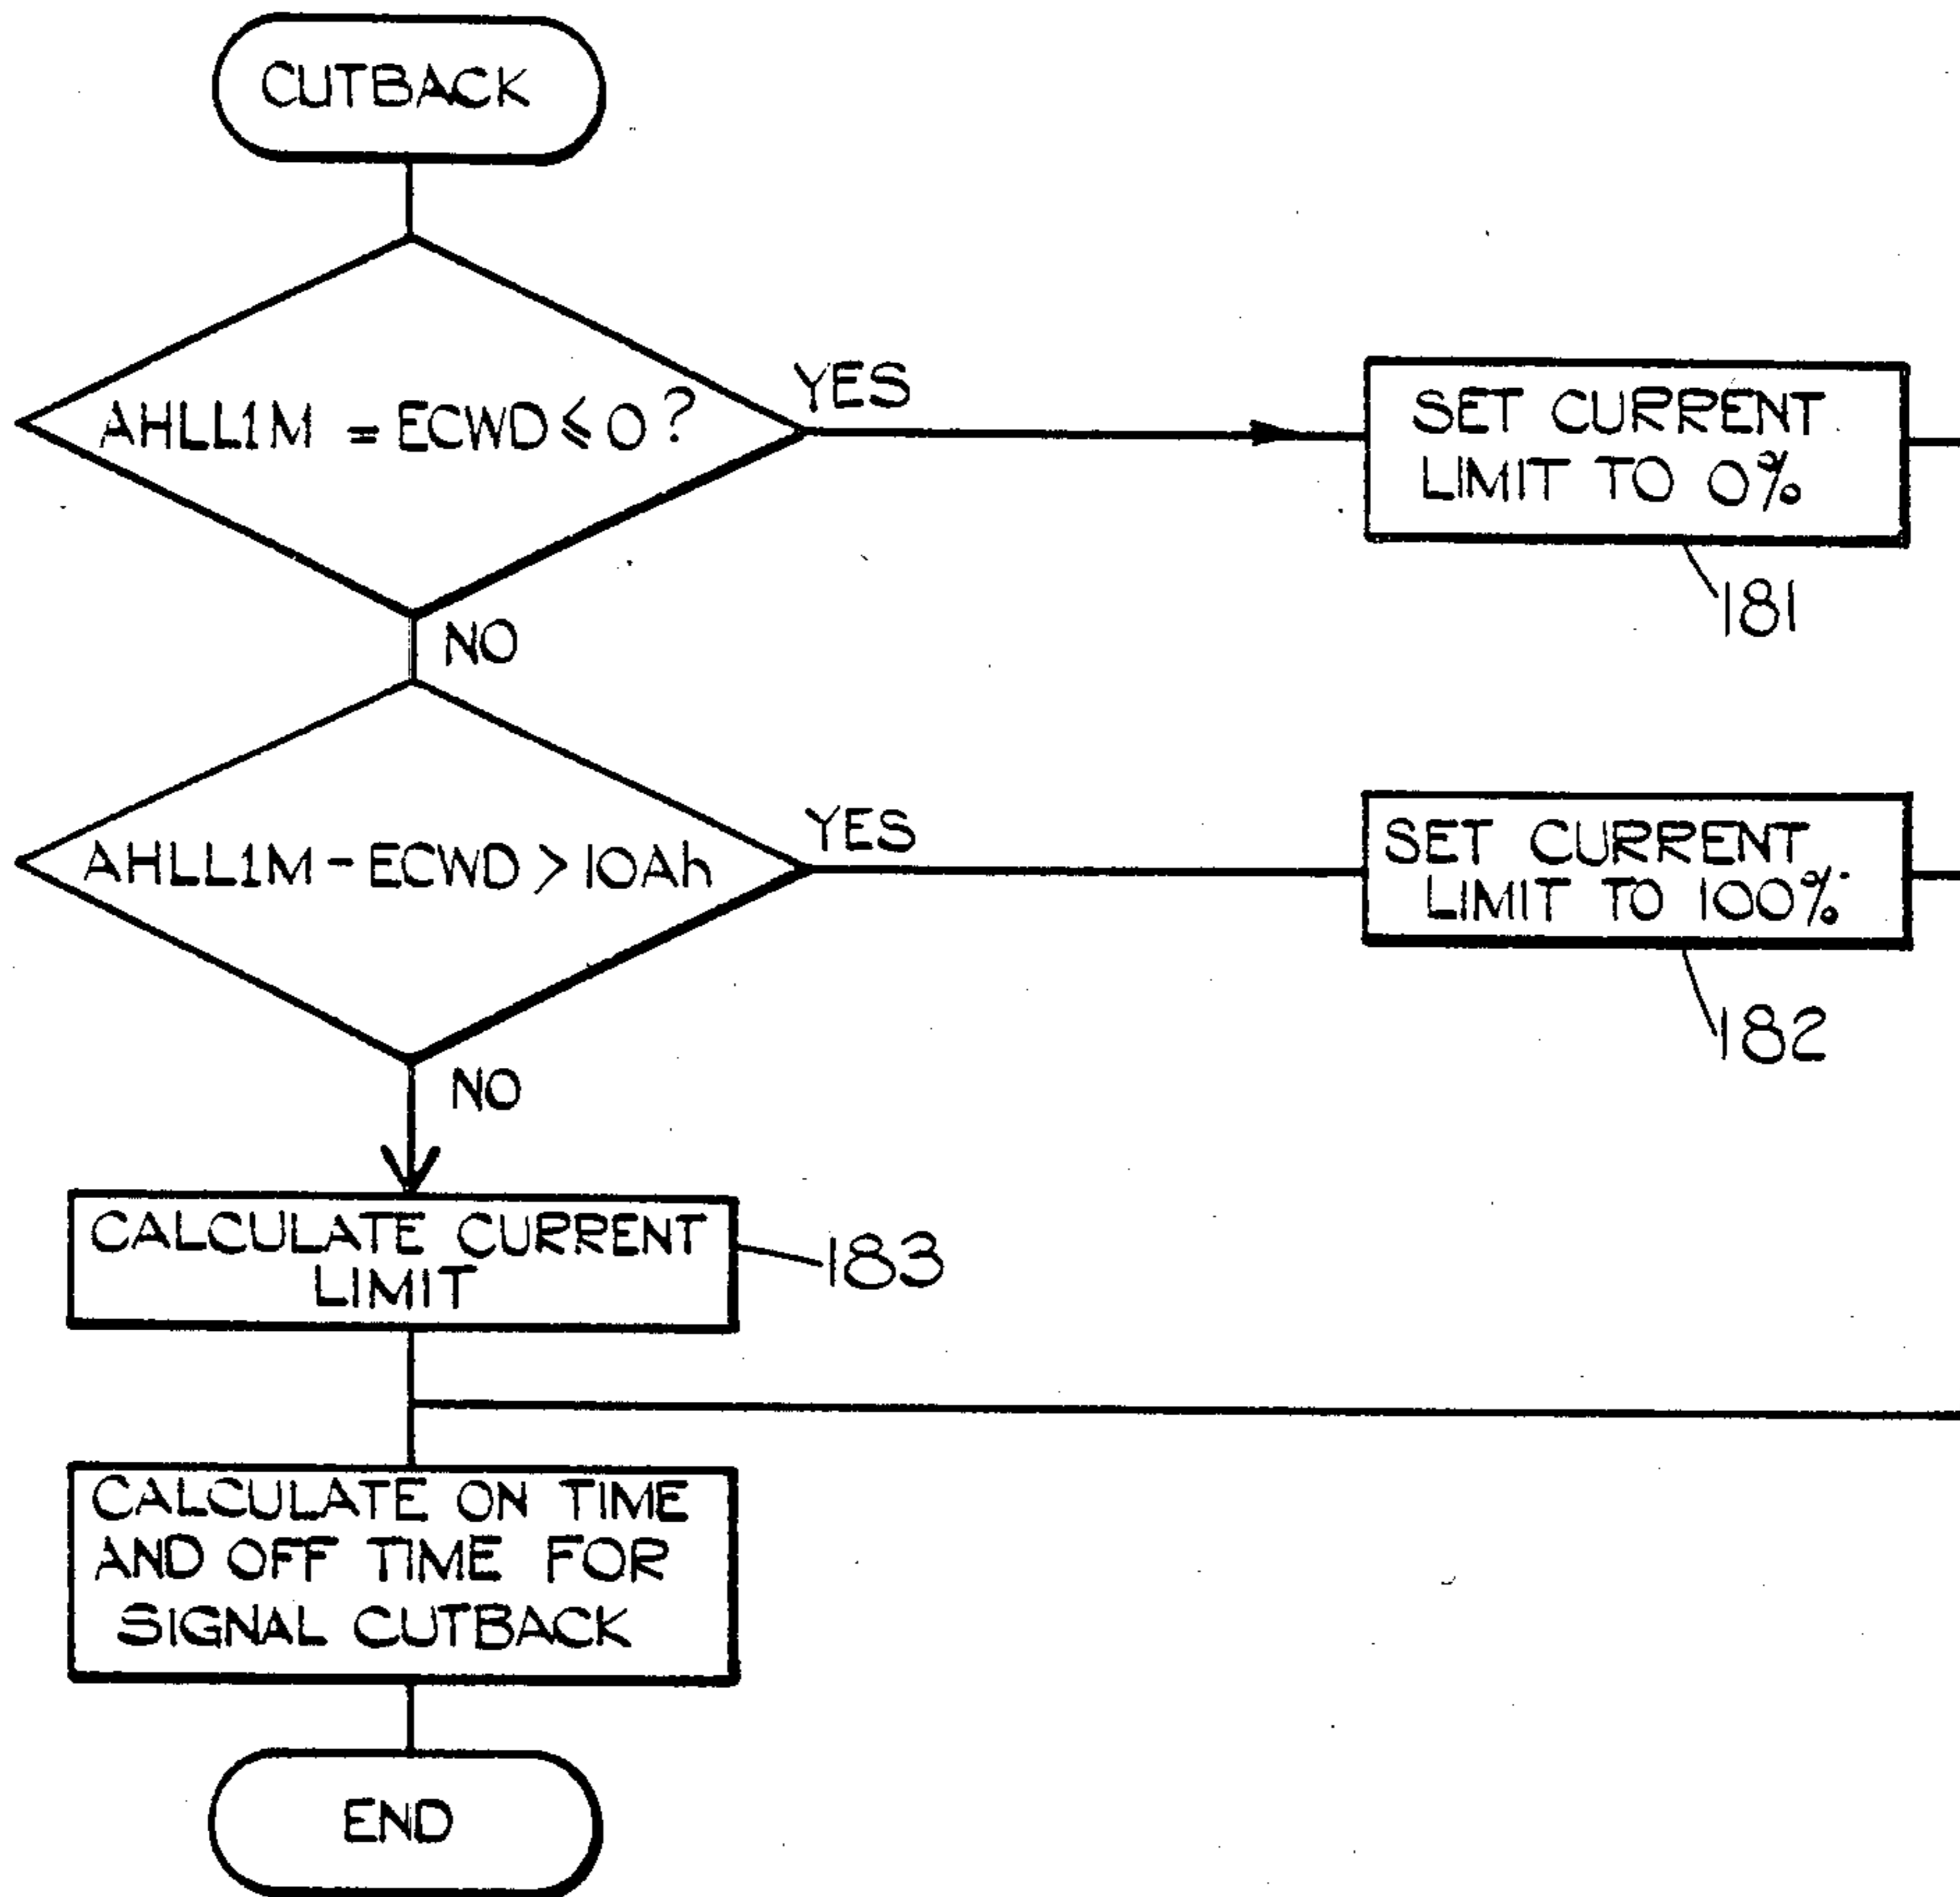 CUTBACK
AHLL1M = ECWD ≤ 0 ?
YES
SET CURRENT
LIMIT TO 0%
181
NO
AHLL1M - ECWD > 10Ah
YES
SET CURRENT
LIMIT TO 100%
182
NO
CALCULATE CURRENT
LIMIT
183
CALCULATE ON TIME
AND OFF TIME FOR
SIGNAL CUTBACK
END